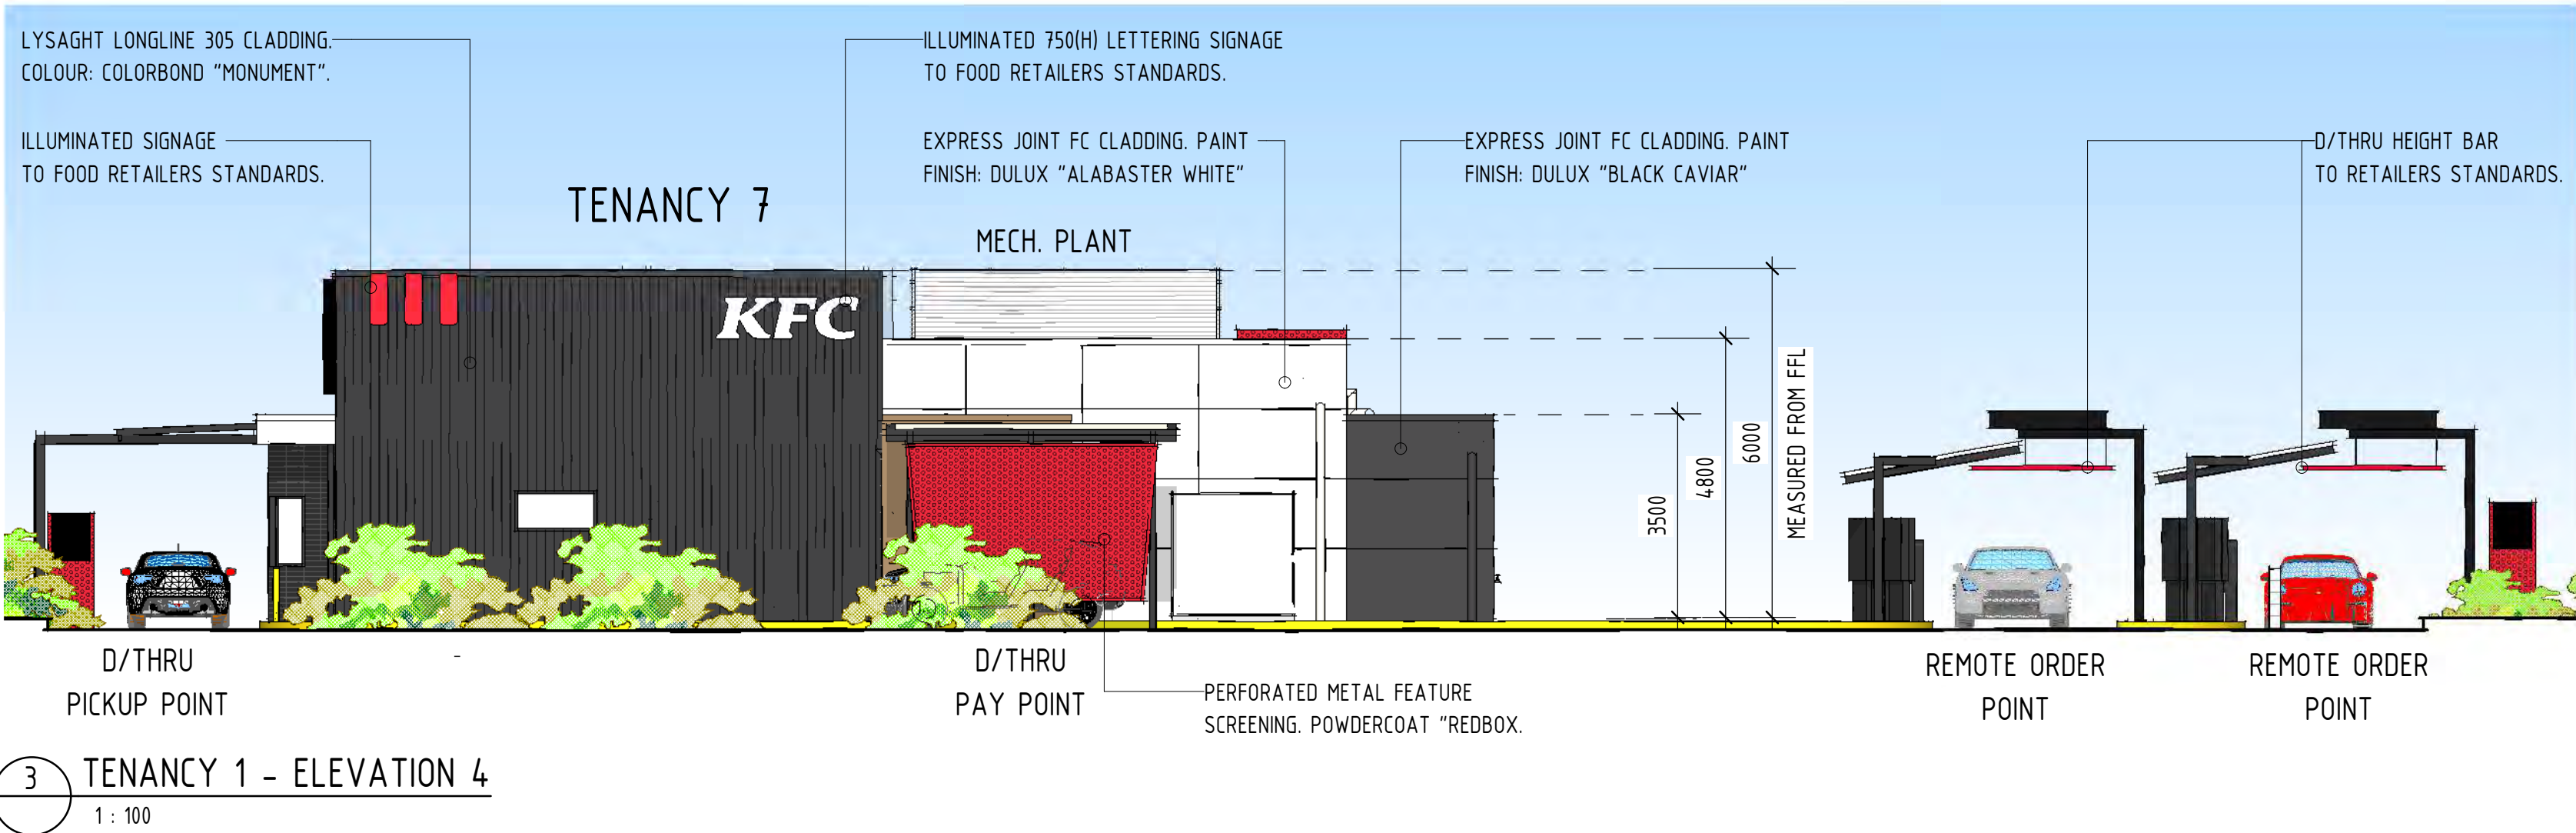 LYSAGHT LONGLINE 305 CLADDING.
COLOUR: COLORBOND "MONUMENT".
ILLUMINATED SIGNAGE
TO FOOD RETAILERS STANDARDS.
TENANCY 7
ILLUMINATED 750(H) LETTERING SIGNAGE
TO FOOD RETAILERS STANDARDS.
EXPRESS JOINT FC CLADDING. PAINT
FINISH: DULUX "ALABASTER WHITE"
MECH. PLANT
EXPRESS JOINT FC CLADDING. PAINT
FINISH: DULUX "BLACK CAVIAR"
D/THRU HEIGHT BAR
TO RETAILERS STANDARDS.
KFC
3500
4800
6000
MEASURED FROM FFL
D/THRU
PICKUP POINT
D/THRU
PAY POINT
PERFORATED METAL FEATURE
SCREENING. POWDERCOAT "REDBOX.
REMOTE ORDER
POINT
REMOTE ORDER
POINT
3
TENANCY 1 - ELEVATION 4
1 : 100